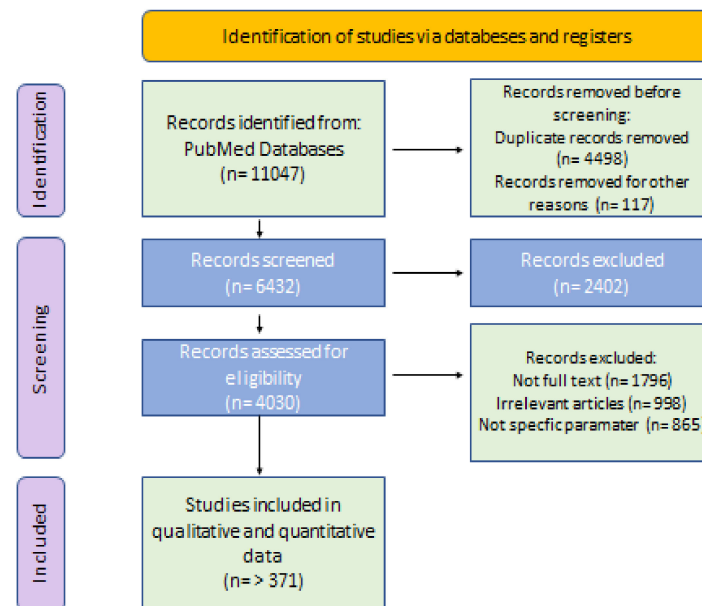 Identification of studies via databeses and registers
Identification
Records identified from:
PubMed Databases
(n= 11047)
Records removed before
screening:
Duplicate records removed
(n= 4498)
Records removed for other
reasons (n= 117)
Screening
Records screened
(n= 6432)
Records excluded
(n= 2402)
Records assessed for
eligibility
(n= 4030)
Records excluded:
Not full text (n= 1796)
Irrelevant articles (n= 998)
Not specfic paramater (n= 865)
Included
Studies included in
qualitative and quantitative
data
(n= > 371)